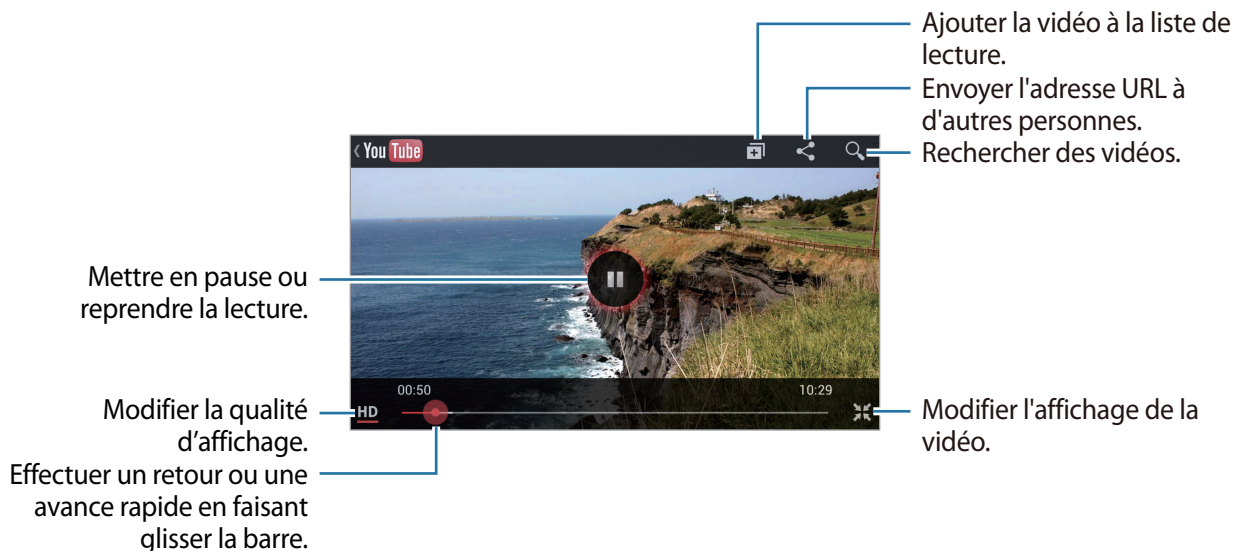 Ajouter la vidéo à la liste de
lecture.
Envoyer l'adresse URL à
d'autres personnes.
Rechercher des vidéos.
You Tube
Mettre en pause ou
reprendre la lecture.
00:50
10:29
HD
Modifier la qualité
d’affichage.
Modifier l'affichage de la
vidéo.
Effectuer un retour ou une
avance rapide en faisant
glisser la barre.